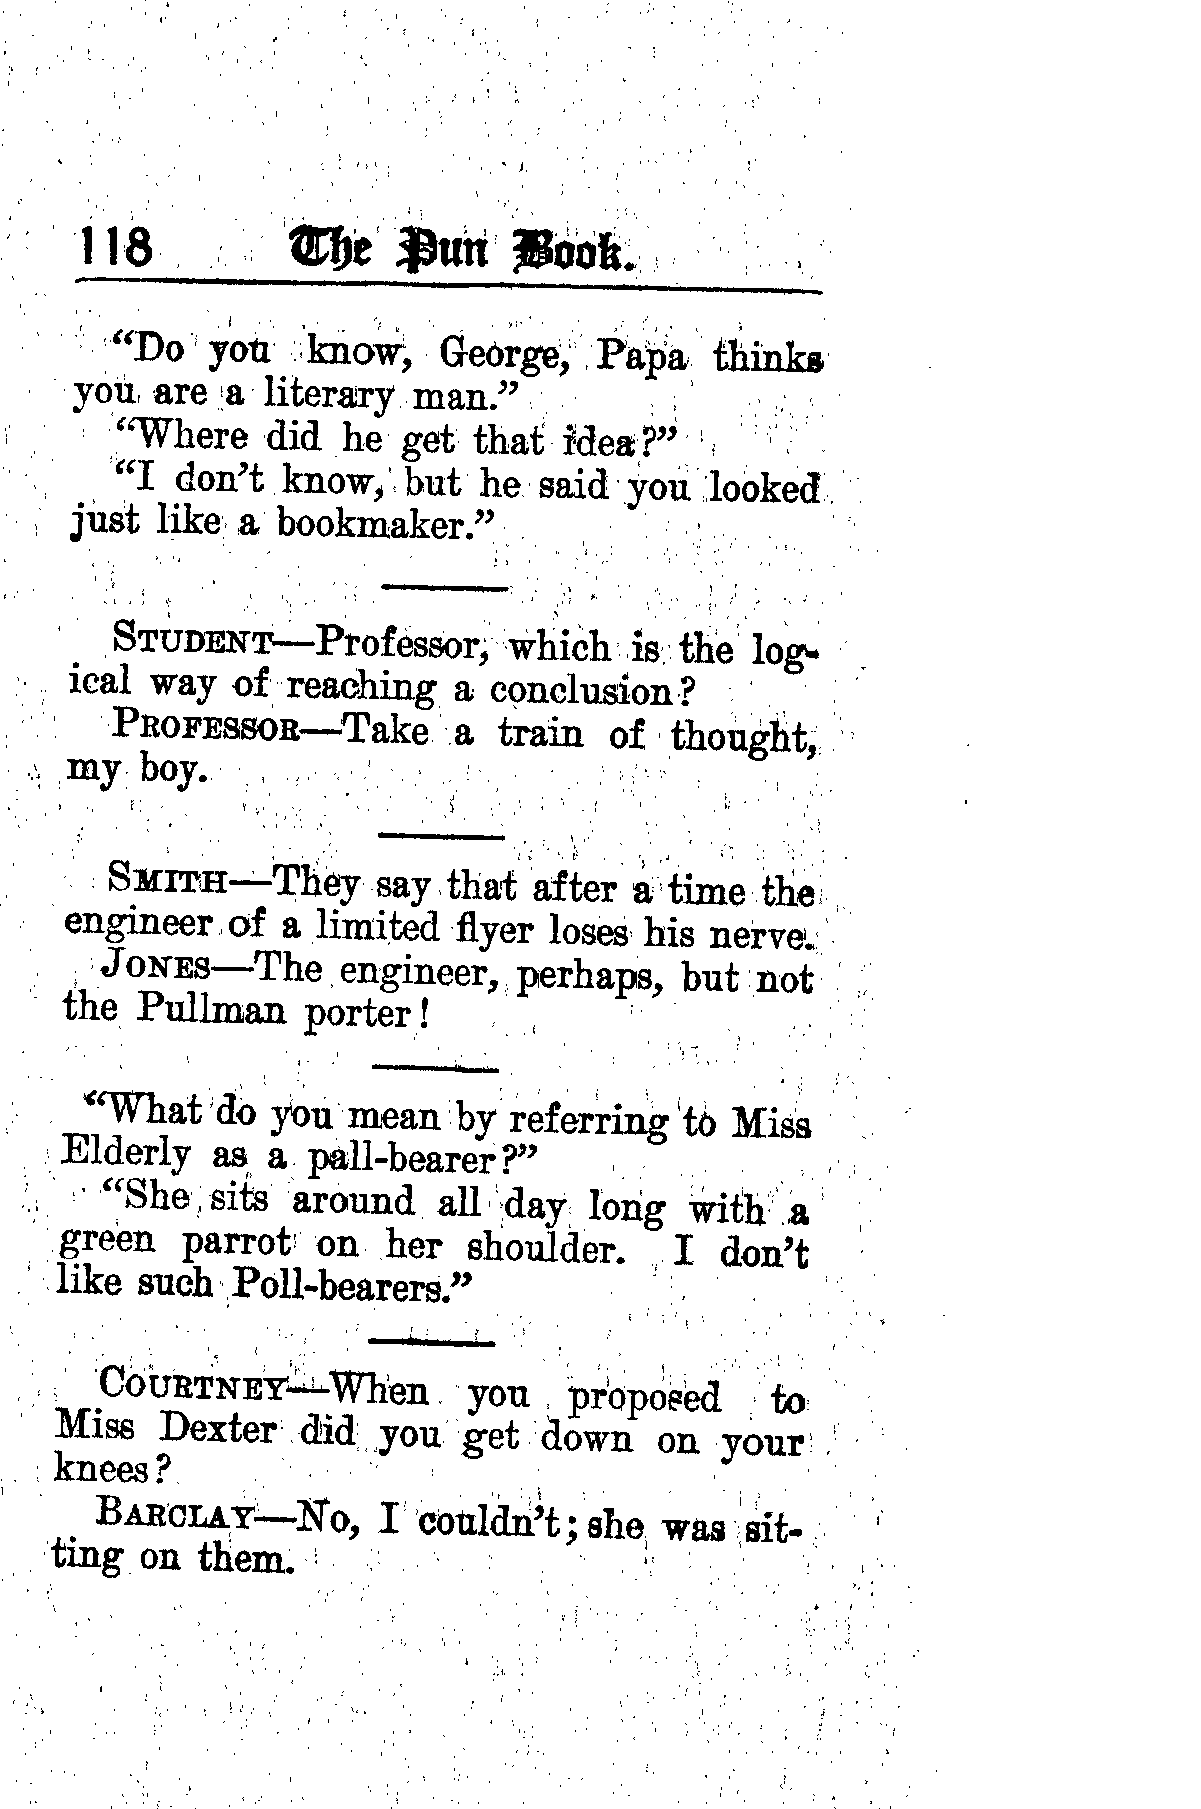 118 The Pun Book.
“Do you know, George, Papa thinks
you are a literary man.”
“Where did he get that idea?”
“I don’t know, but he said you looked
just like a bookmaker.”
STUDENT—Professor, which is the log-
ical way of reaching a conclusion?
PROFESSOR—Take a train of thought,
my boy.
SMITH—They say that after a time the
engineer of a limited flyer loses his nerve.
JONES—The engineer, perhaps, but not
the Pullman porter!
“What do you mean by referring to Miss
Elderly as a pall-bearer?”
“She sits around all day long with a
green parrot on her shoulder. I don’t
like such Poll-bearers.”
COURTNEY—When you proposed to
Miss Dexter did you get down on your
knees?
BARCLAY—No, I couldn’t; she was sit-
ting on them.